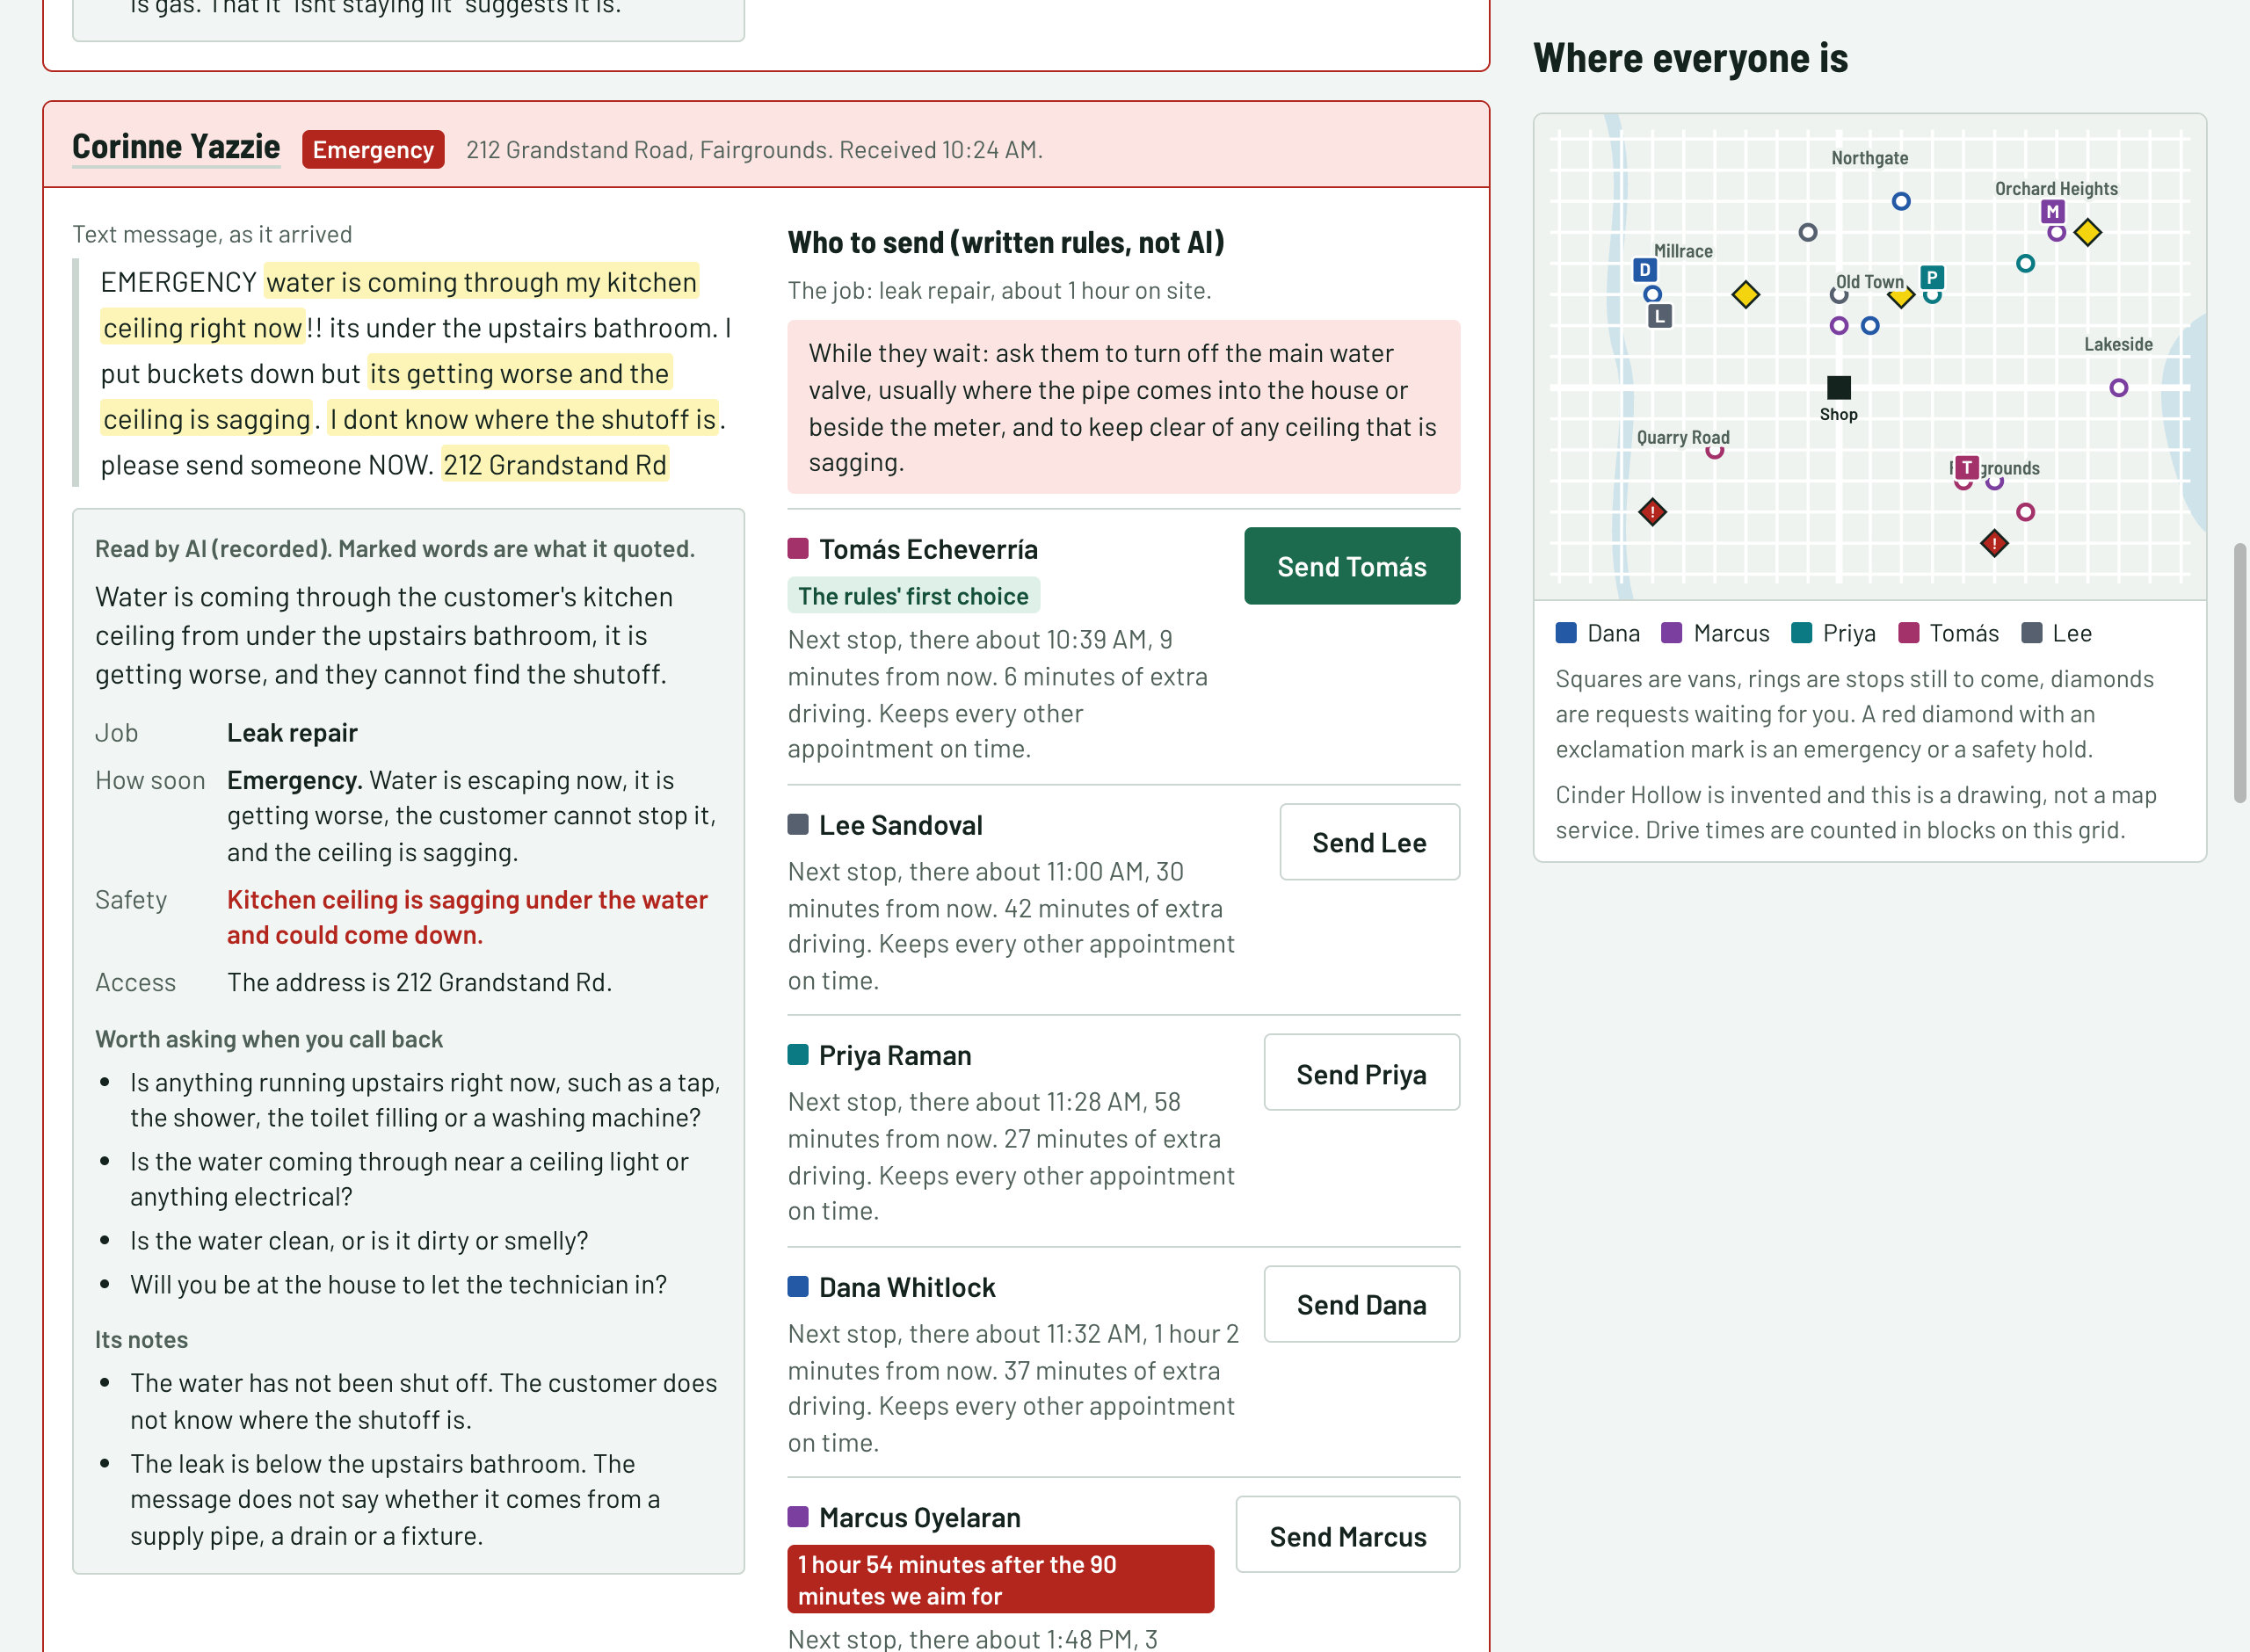 is gas. That it "isnt staying lit" suggests it is.
Corinne Yazzie
Emergency
212 Grandstand Road, Fairgrounds. Received 10:24 AM.
Text message, as it arrived
EMERGENCY water is coming through my kitchen
ceiling right now!! its under the upstairs bathroom. I
put buckets down but its getting worse and the
ceiling is sagging. I dont know where the shutoff is.
please send someone NOW. 212 Grandstand Rd
Read by AI (recorded). Marked words are what it quoted.
Water is coming through the customer's kitchen
ceiling from under the upstairs bathroom, it is
getting worse, and they cannot find the shutoff.
Job
Leak repair
How soon
Emergency. Water is escaping now, it is
getting worse, the customer cannot stop it,
and the ceiling is sagging.
Safety
Kitchen ceiling is sagging under the water
and could come down.
Access
The address is 212 Grandstand Rd.
Worth asking when you call back
Is anything running upstairs right now, such as a tap,
the shower, the toilet filling or a washing machine?
Is the water coming through near a ceiling light or
anything electrical?
Is the water clean, or is it dirty or smelly?
Will you be at the house to let the technician in?
Its notes
The water has not been shut off. The customer does
not know where the shutoff is.
The leak is below the upstairs bathroom. The
message does not say whether it comes from a
supply pipe, a drain or a fixture.
Who to send (written rules, not AI)
The job: leak repair, about 1 hour on site.
While they wait: ask them to turn off the main water
valve, usually where the pipe comes into the house or
beside the meter, and to keep clear of any ceiling that is
sagging.
Tomás Echeverría
Send Tomás
The rules' first choice
Next stop, there about 10:39 AM, 9
minutes from now. 6 minutes of extra
driving. Keeps every other
appointment on time.
Lee Sandoval
Send Lee
Next stop, there about 11:00 AM, 30
minutes from now. 42 minutes of extra
driving. Keeps every other appointment
on time.
Priya Raman
Send Priya
Next stop, there about 11:28 AM, 58
minutes from now. 27 minutes of extra
driving. Keeps every other appointment
on time.
Dana Whitlock
Send Dana
Next stop, there about 11:32 AM, 1 hour 2
minutes from now. 37 minutes of extra
driving. Keeps every other appointment
on time.
Marcus Oyelaran
Send Marcus
1 hour 54 minutes after the 90
minutes we aim for
Next stop, there about 1:48 PM, 3
Where everyone is
Northgate
Orchard Heights
M
Millrace
D
Old Town
P
L
Lakeside
Shop
Quarry Road
T
grounds
!
!
Dana
Marcus
Priya
Tomás
Lee
Squares are vans, rings are stops still to come, diamonds
are requests waiting for you. A red diamond with an
exclamation mark is an emergency or a safety hold.
Cinder Hollow is invented and this is a drawing, not a map
service. Drive times are counted in blocks on this grid.